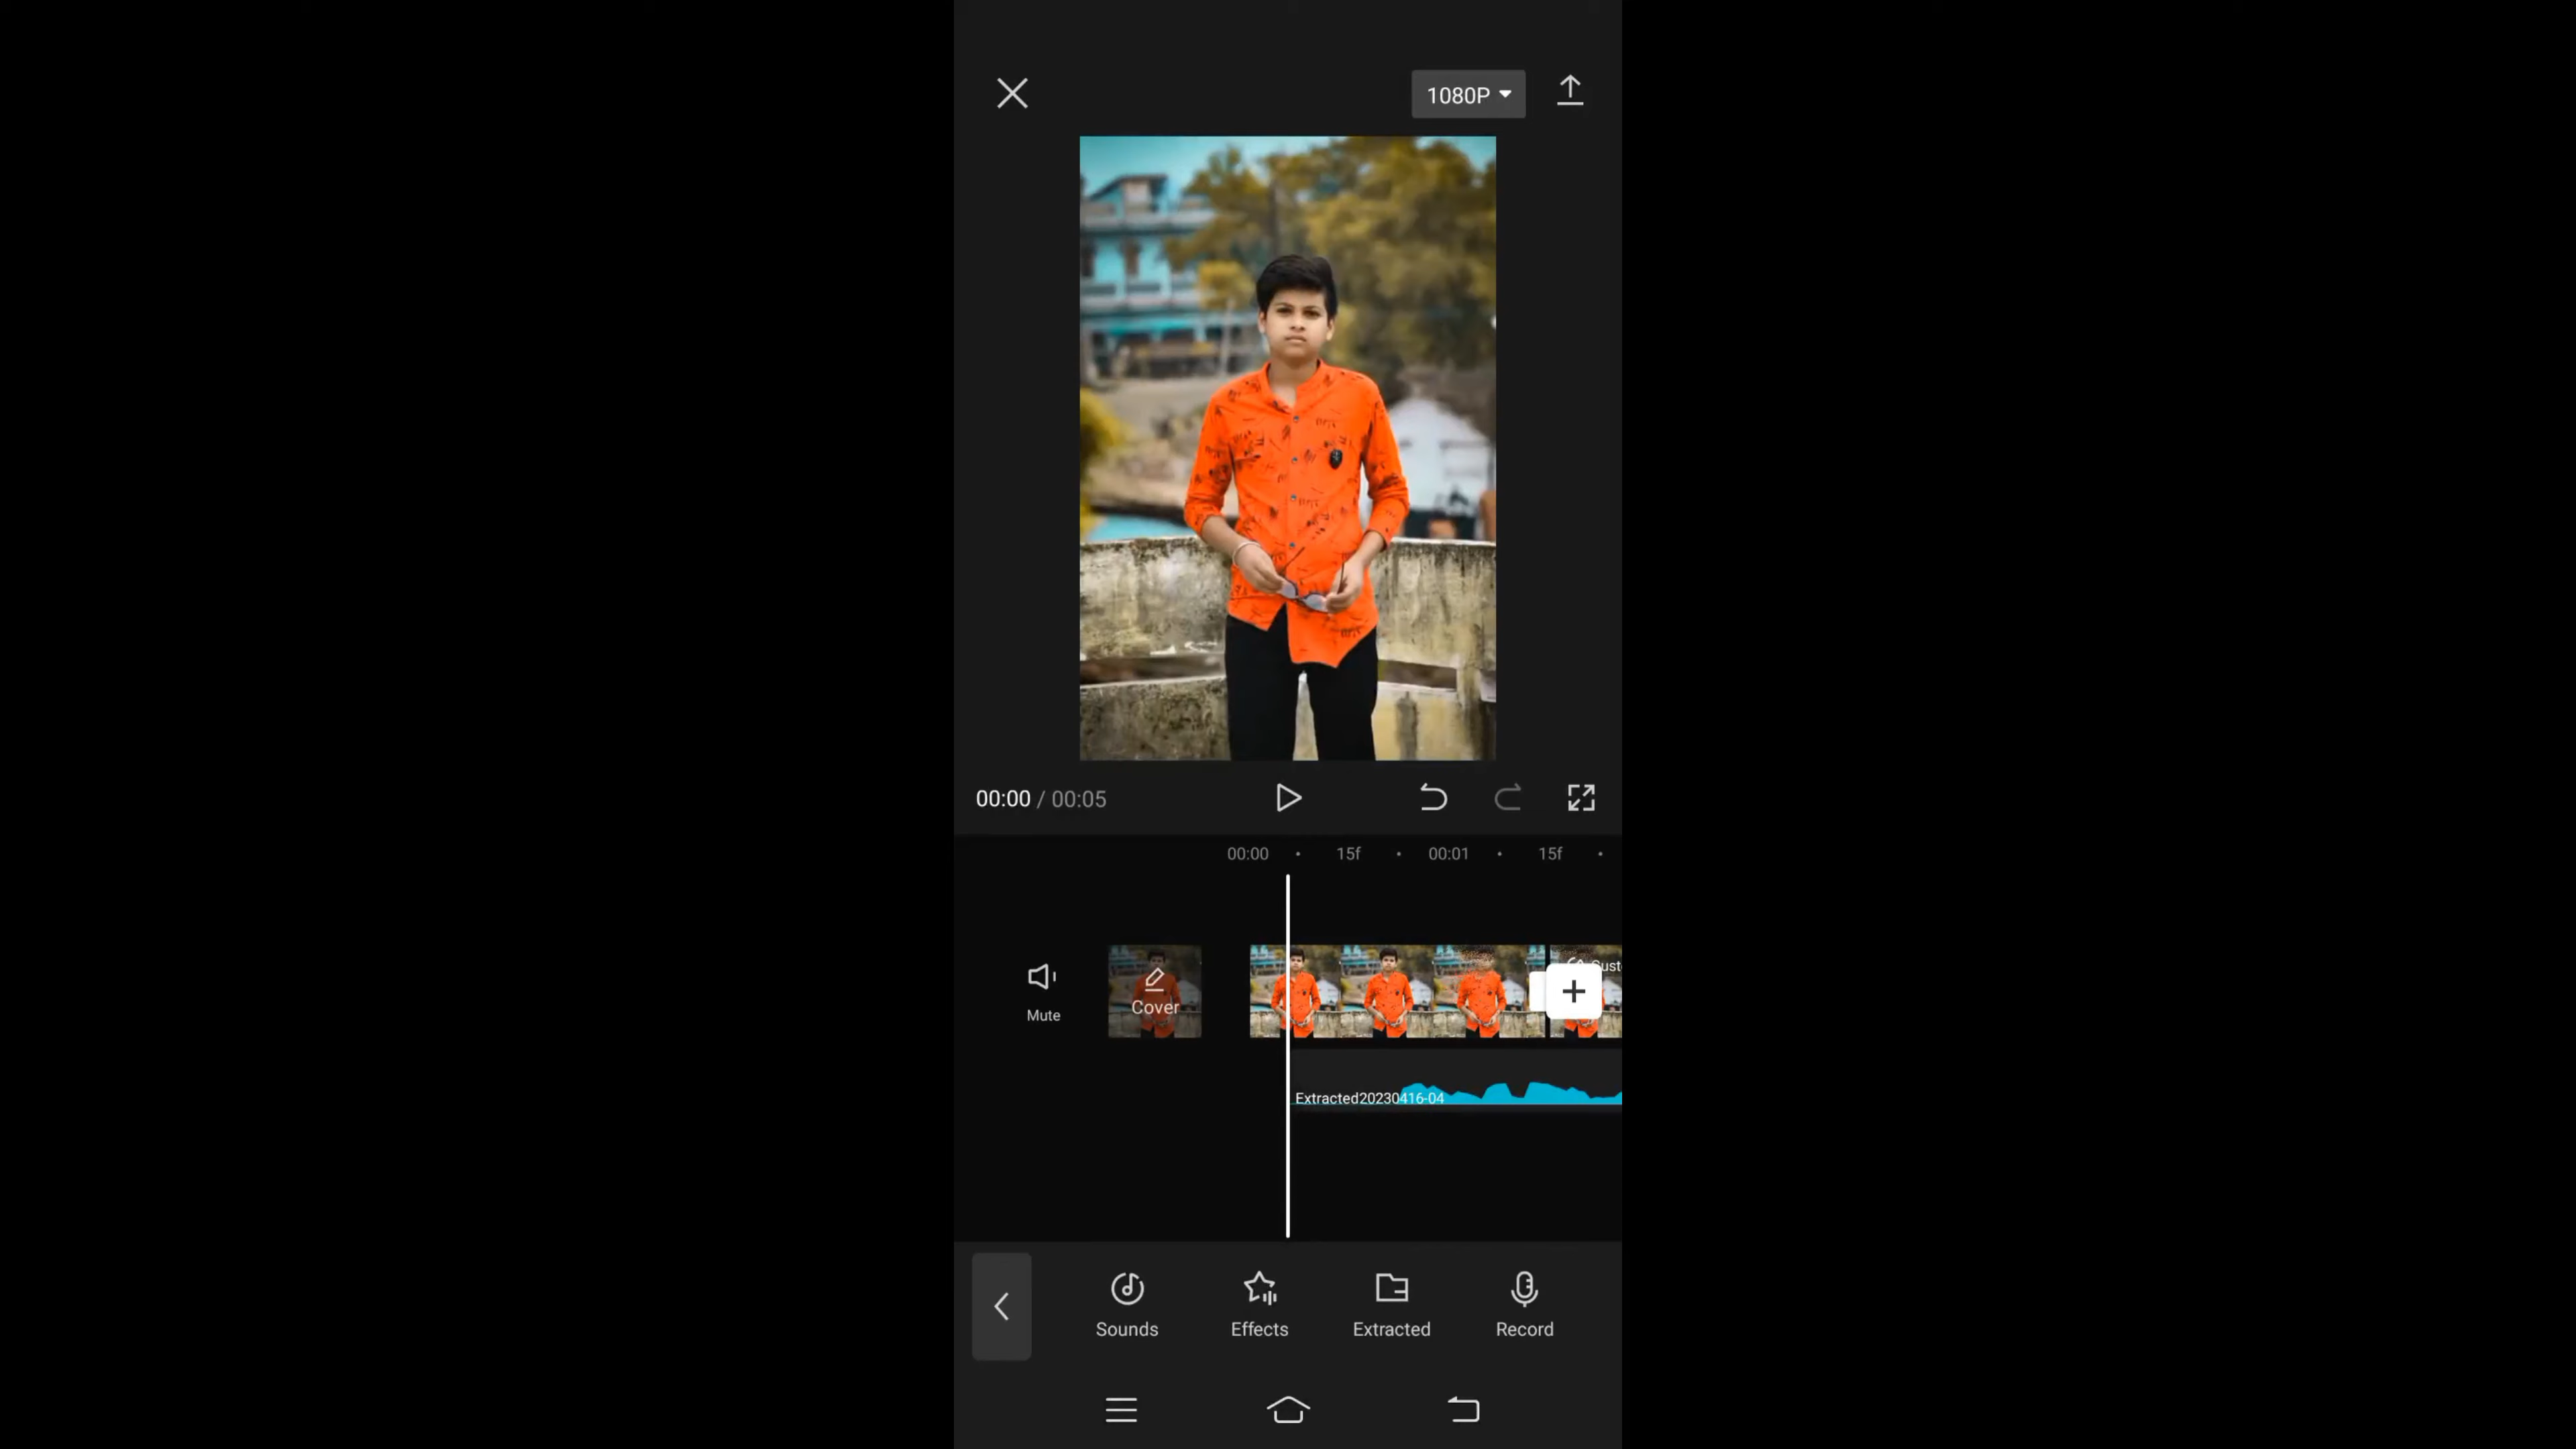 1080P
00:00 / 00:05
00:00 15f 00:01 15f
Mute
Cover
Extracted20230416-04
Sounds Effects Extracted Record